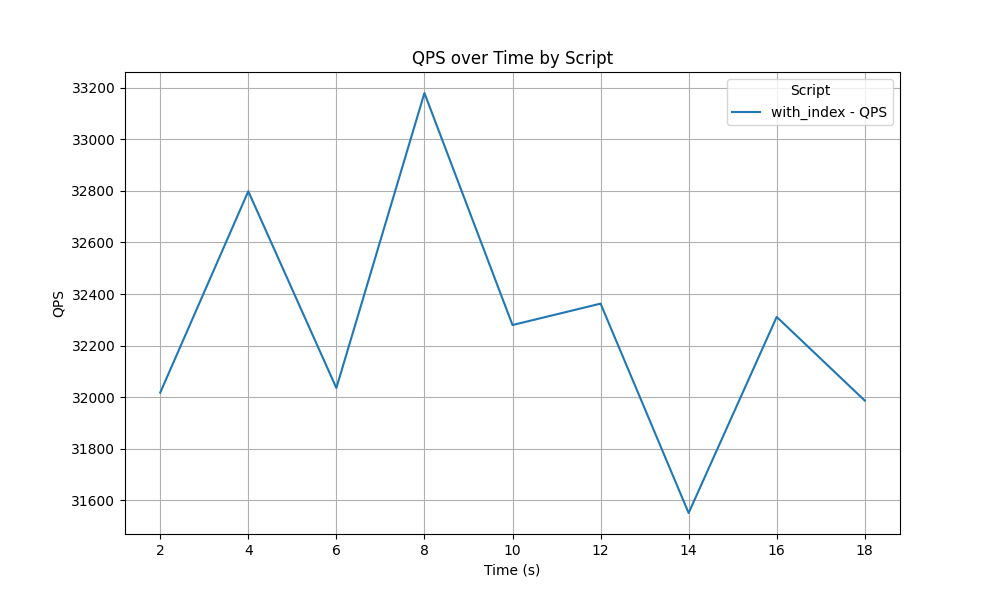 QPS over Time by Script
Script
with_index - QPS
QPS
33200
33000
32800
32600
32400
32200
32000
31800
31600
2 4 6 8 10 12 14 16 18
Time (s)